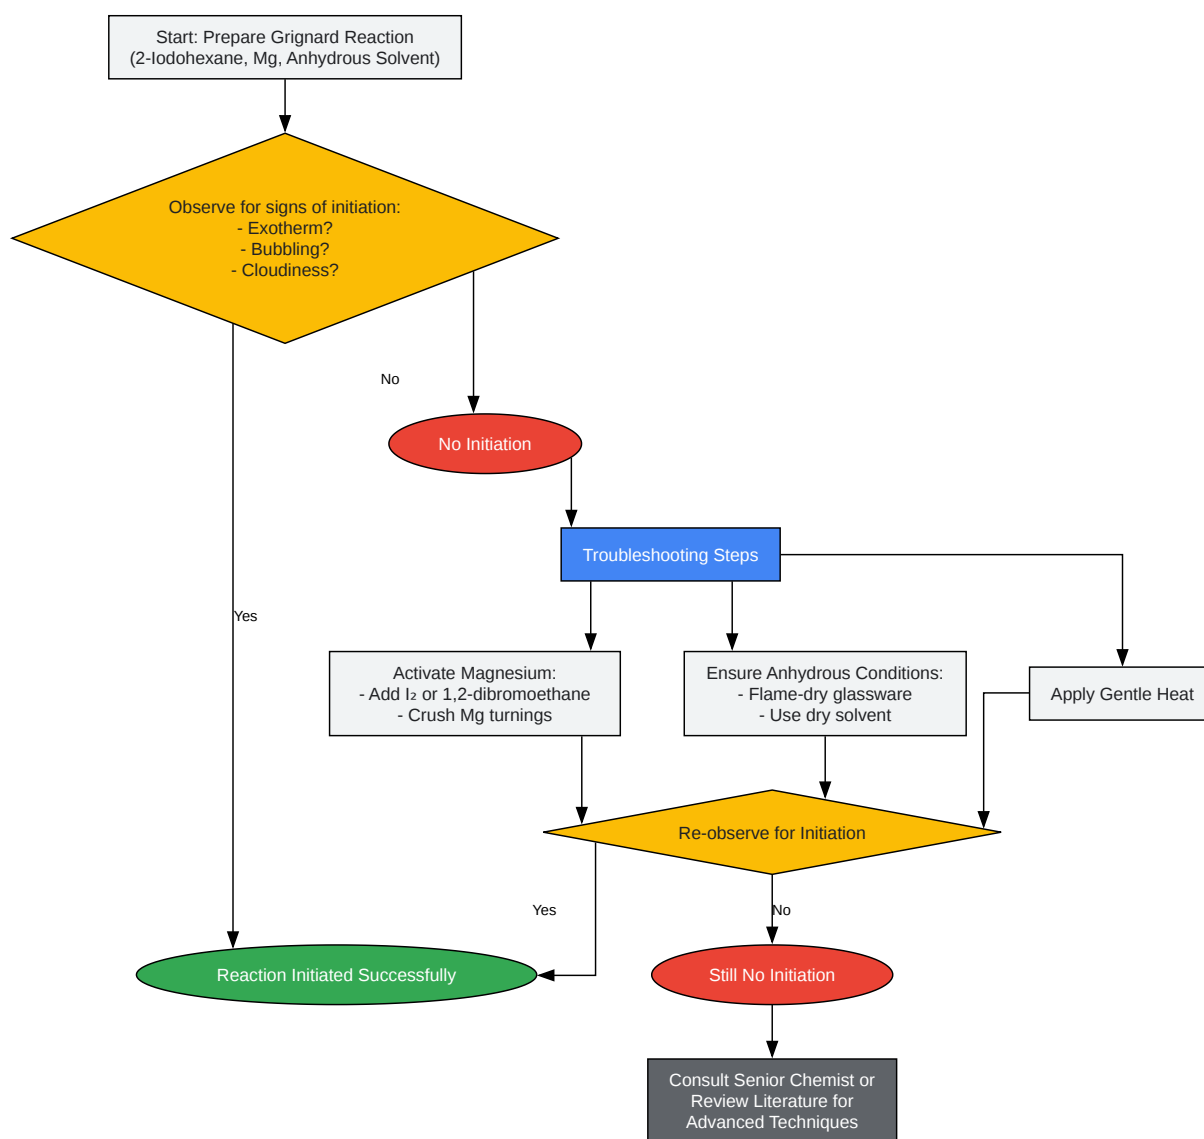 Start: Prepare Grignard Reaction
(2-Iodohexane, Mg, Anhydrous Solvent)
Observe for signs of initiation:
- Exotherm?
- Bubbling?
- Cloudiness?
No
No Initiation
Troubleshooting Steps
Yes
Activate Magnesium:
- Add I₂ or 1,2-dibromoethane
- Crush Mg turnings
Ensure Anhydrous Conditions:
- Flame-dry glassware
- Use dry solvent
Apply Gentle Heat
Re-observe for Initiation
Yes
No
Reaction Initiated Successfully
Still No Initiation
Consult Senior Chemist or
Review Literature for
Advanced Techniques